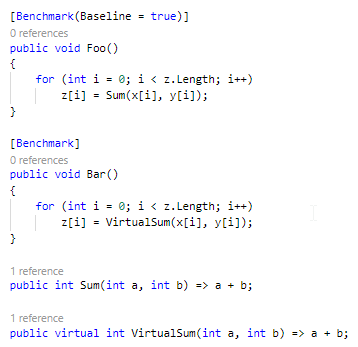 [Benchmark(Baseline = true)]
0 references
public void Foo()
{
for (int i = 0; i < z.Length; i++)
z[i] = Sum(x[i], y[i]);
}
[Benchmark]
0 references
public void Bar()
{
for (int i = 0; i < z.Length; i++)
z[i] = VirtualSum(x[i], y[i]);
}
1 reference
public int Sum(int a, int b) => a + b;
1 reference
public virtual int VirtualSum(int a, int b) => a + b;